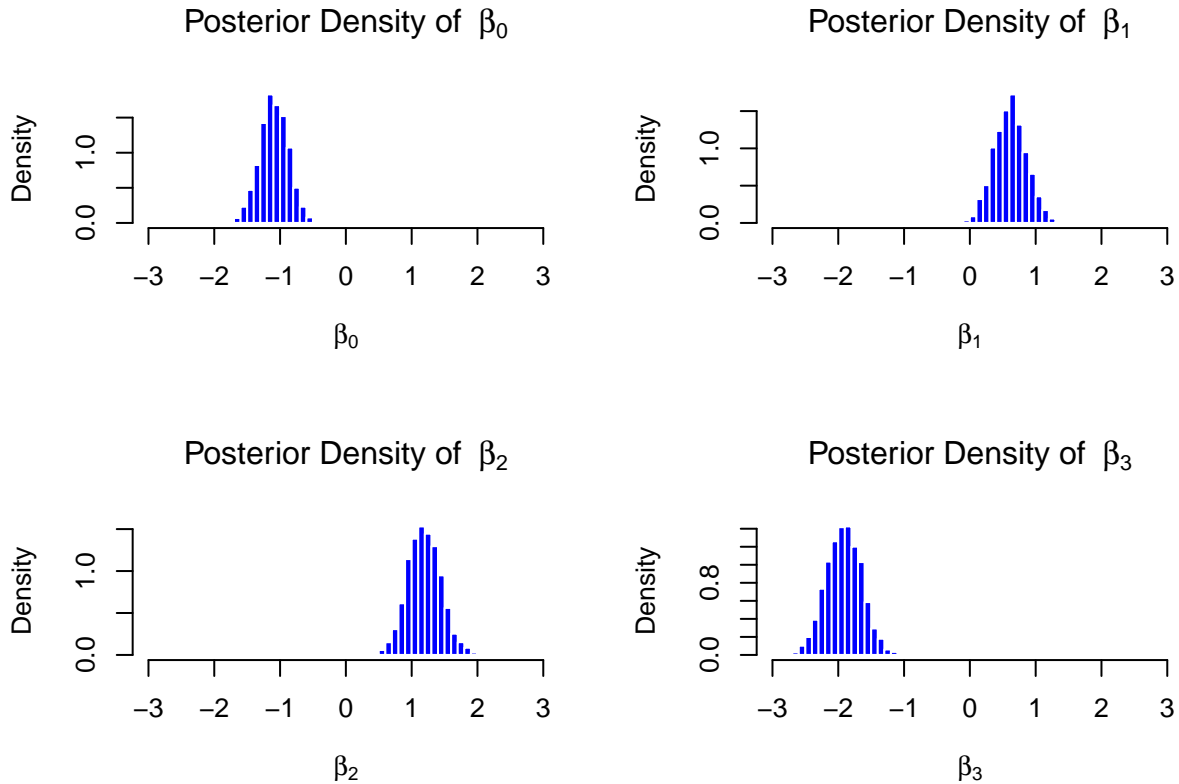 Posterior Density of β₀
Density
0.0 1.0
−3 −2 −1 0 1 2 3
β₀
Posterior Density of β₁
Density
0.0 1.0
−3 −2 −1 0 1 2 3
β₁
Posterior Density of β₂
Density
0.0 1.0
−3 −2 −1 0 1 2 3
β₂
Posterior Density of β₃
Density
0.0 0.8
−3 −2 −1 0 1 2 3
β₃